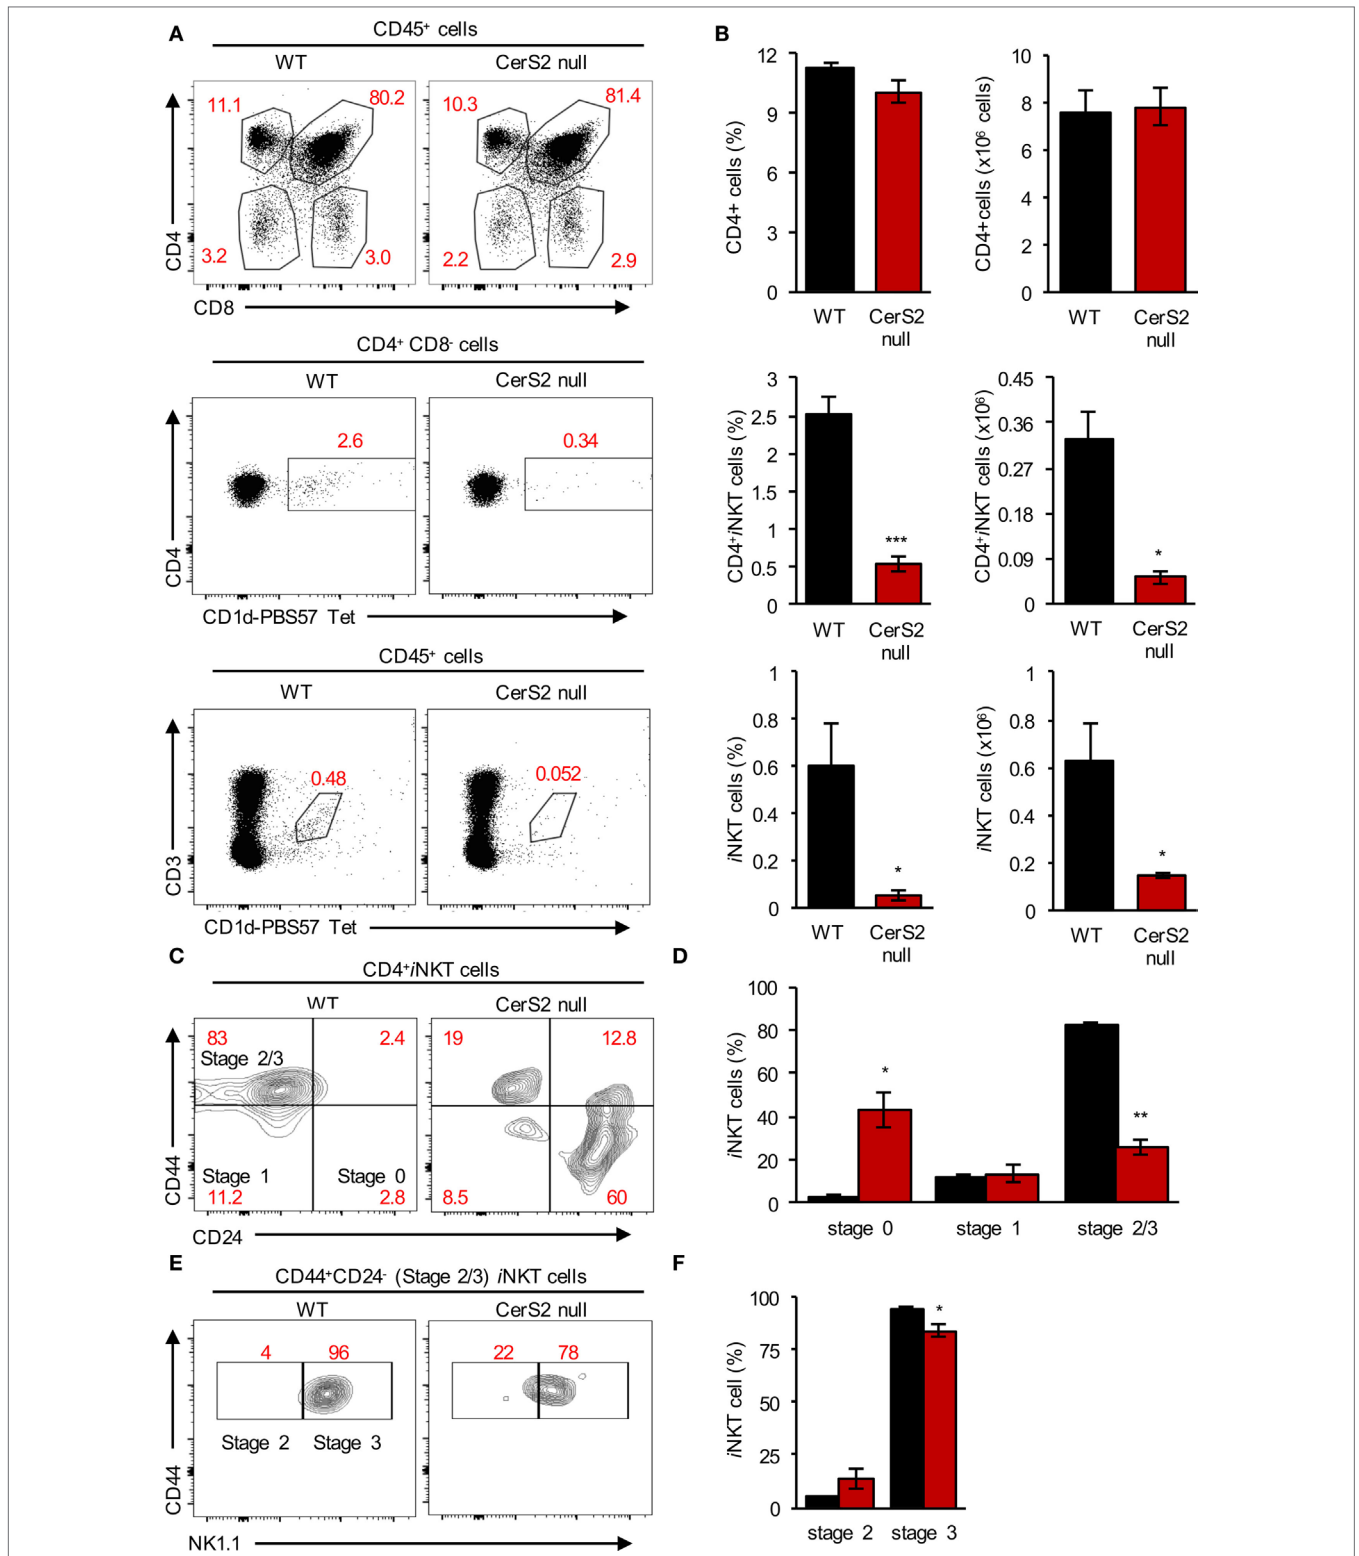 A
CD45⁺ cells
WT
CerS2 null
11.1
80.2
10.3
81.4
3.2
3.0
2.2
2.9
CD4
CD8
CD4⁺ CD8⁻ cells
WT
CerS2 null
2.6
0.34
CD4
CD1d-PBS57 Tet
CD45⁺ cells
WT
CerS2 null
0.48
0.052
CD3
CD1d-PBS57 Tet
B
CD4+ cells (%)
12
9
6
3
0
WT
CerS2
null
CD4+cells (x10⁶ cells)
10
8
6
4
2
0
WT
CerS2
null
CD4⁺iNKT cells (%)
3
2.5
2
1.5
1
0.5
0
***
WT
CerS2
null
CD4⁺iNKT cells (x10⁶)
0.45
0.36
0.27
0.18
0.09
0
*
WT
CerS2
null
iNKT cells (%)
1
0.8
0.6
0.4
0.2
0
*
WT
CerS2
null
iNKT cells (x10⁶)
1
0.8
0.6
0.4
0.2
0
*
WT
CerS2
null
C
CD4⁺iNKT cells
WT
CerS2 null
83
2.4
Stage 2/3
Stage 1
Stage 0
11.2
2.8
19
12.8
8.5
60
CD44
CD24
D
iNKT cells (%)
100
80
60
40
20
0
*
**
stage 0
stage 1
stage 2/3
E
CD44⁺CD24⁻ (Stage 2/3) iNKT cells
WT
CerS2 null
4
96
22
78
Stage 2
Stage 3
CD44
NK1.1
F
iNKT cell (%)
100
75
50
25
0
*
stage 2
stage 3